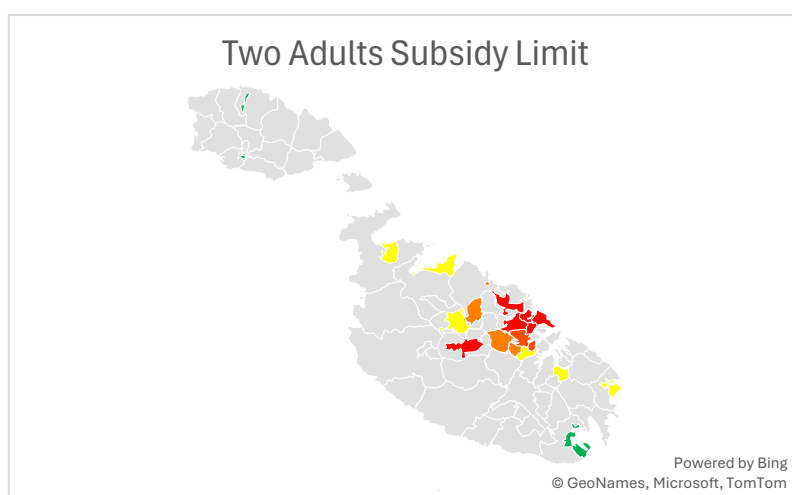 Two Adults Subsidy Limit
Powered by Bing
© GeoNames, Microsoft, TomTom